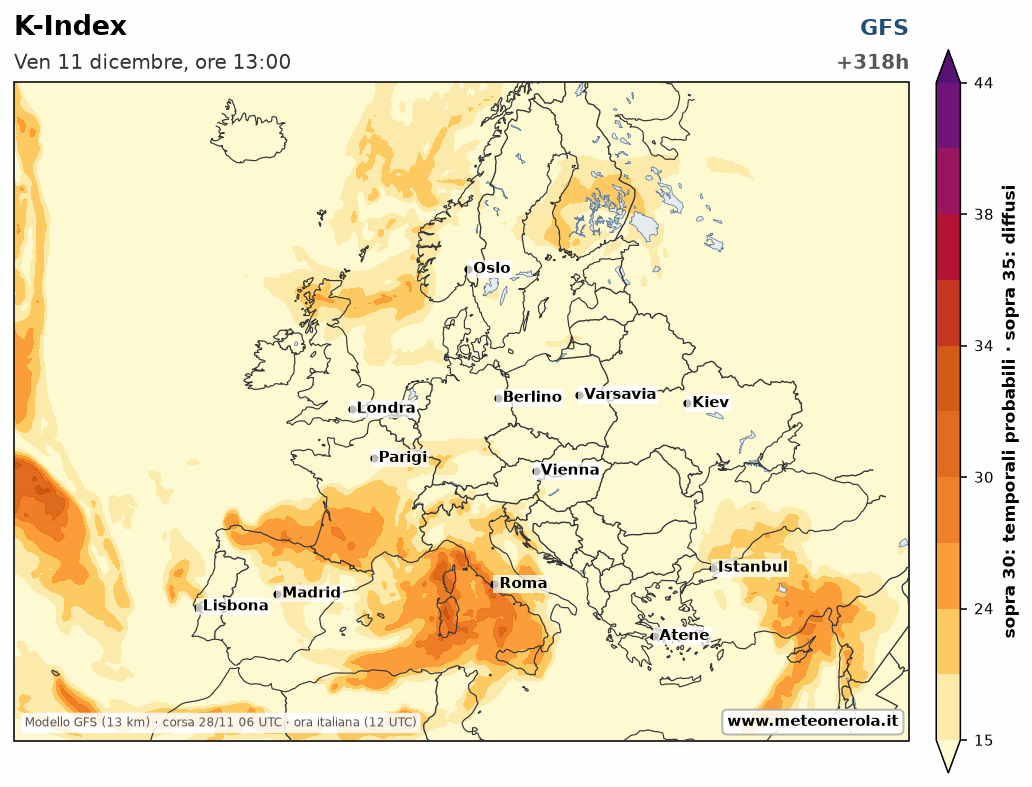 K-Index
GFS
Ven 11 dicembre, ore 13:00
+318h
44
38
34
30
24
15
sopra 30: temporali probabili · sopra 35: diffusi
Oslo
Berlino
Varsavia
Kiev
Londra
Parigi
Vienna
Istanbul
Roma
Madrid
Lisbona
Atene
Modello GFS (13 km) · corsa 28/11 06 UTC · ora italiana (12 UTC)
www.meteonerola.it